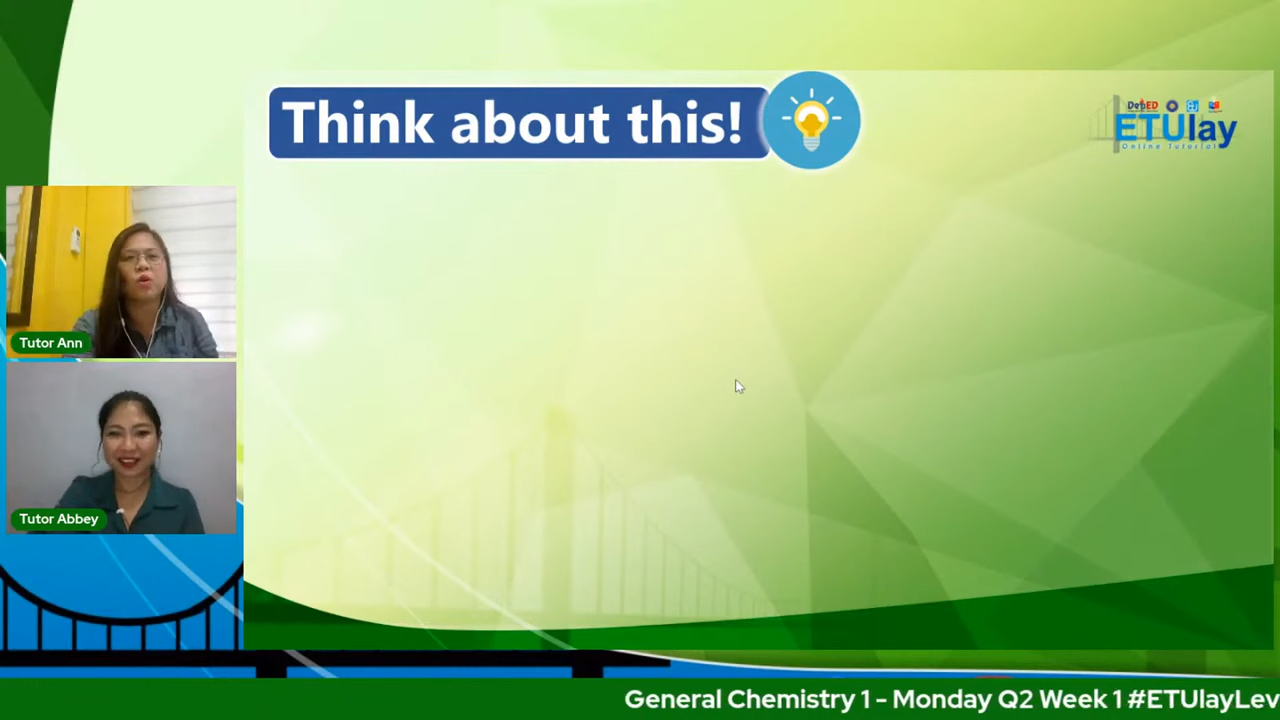 Think about this!
DepED
ETUlay
Online Tutorial
Tutor Ann
Tutor Abbey
General Chemistry 1 - Monday Q2 Week 1 #ETUlayLev